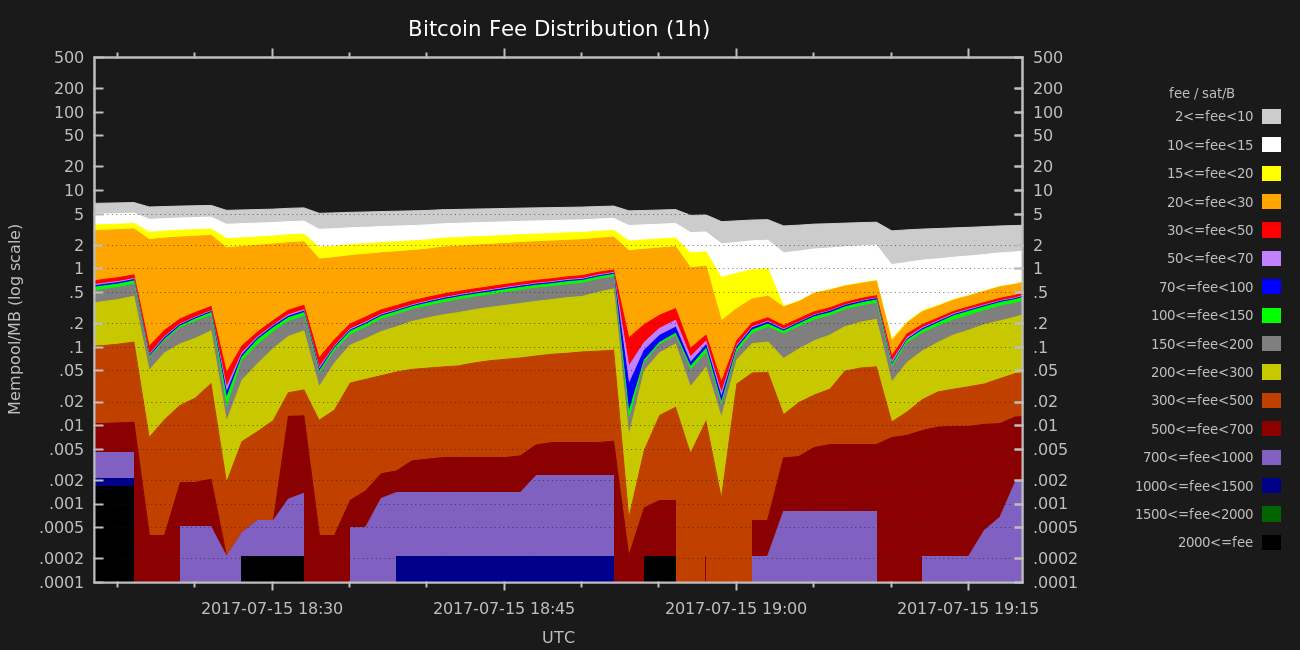 Bitcoin Fee Distribution (1h)
Mempool/MB (log scale)
500
200
100
50
20
10
5
2
1
.5
.2
.1
.05
.02
.01
.005
.002
.001
.0005
.0002
.0001
500
200
100
50
20
10
5
2
1
.5
.2
.1
.05
.02
.01
.005
.002
.001
.0005
.0002
.0001
2017-07-15 18:30
2017-07-15 18:45
2017-07-15 19:00
2017-07-15 19:15
UTC
fee / sat/B
2<=fee<10
10<=fee<15
15<=fee<20
20<=fee<30
30<=fee<50
50<=fee<70
70<=fee<100
100<=fee<150
150<=fee<200
200<=fee<300
300<=fee<500
500<=fee<700
700<=fee<1000
1000<=fee<1500
1500<=fee<2000
2000<=fee